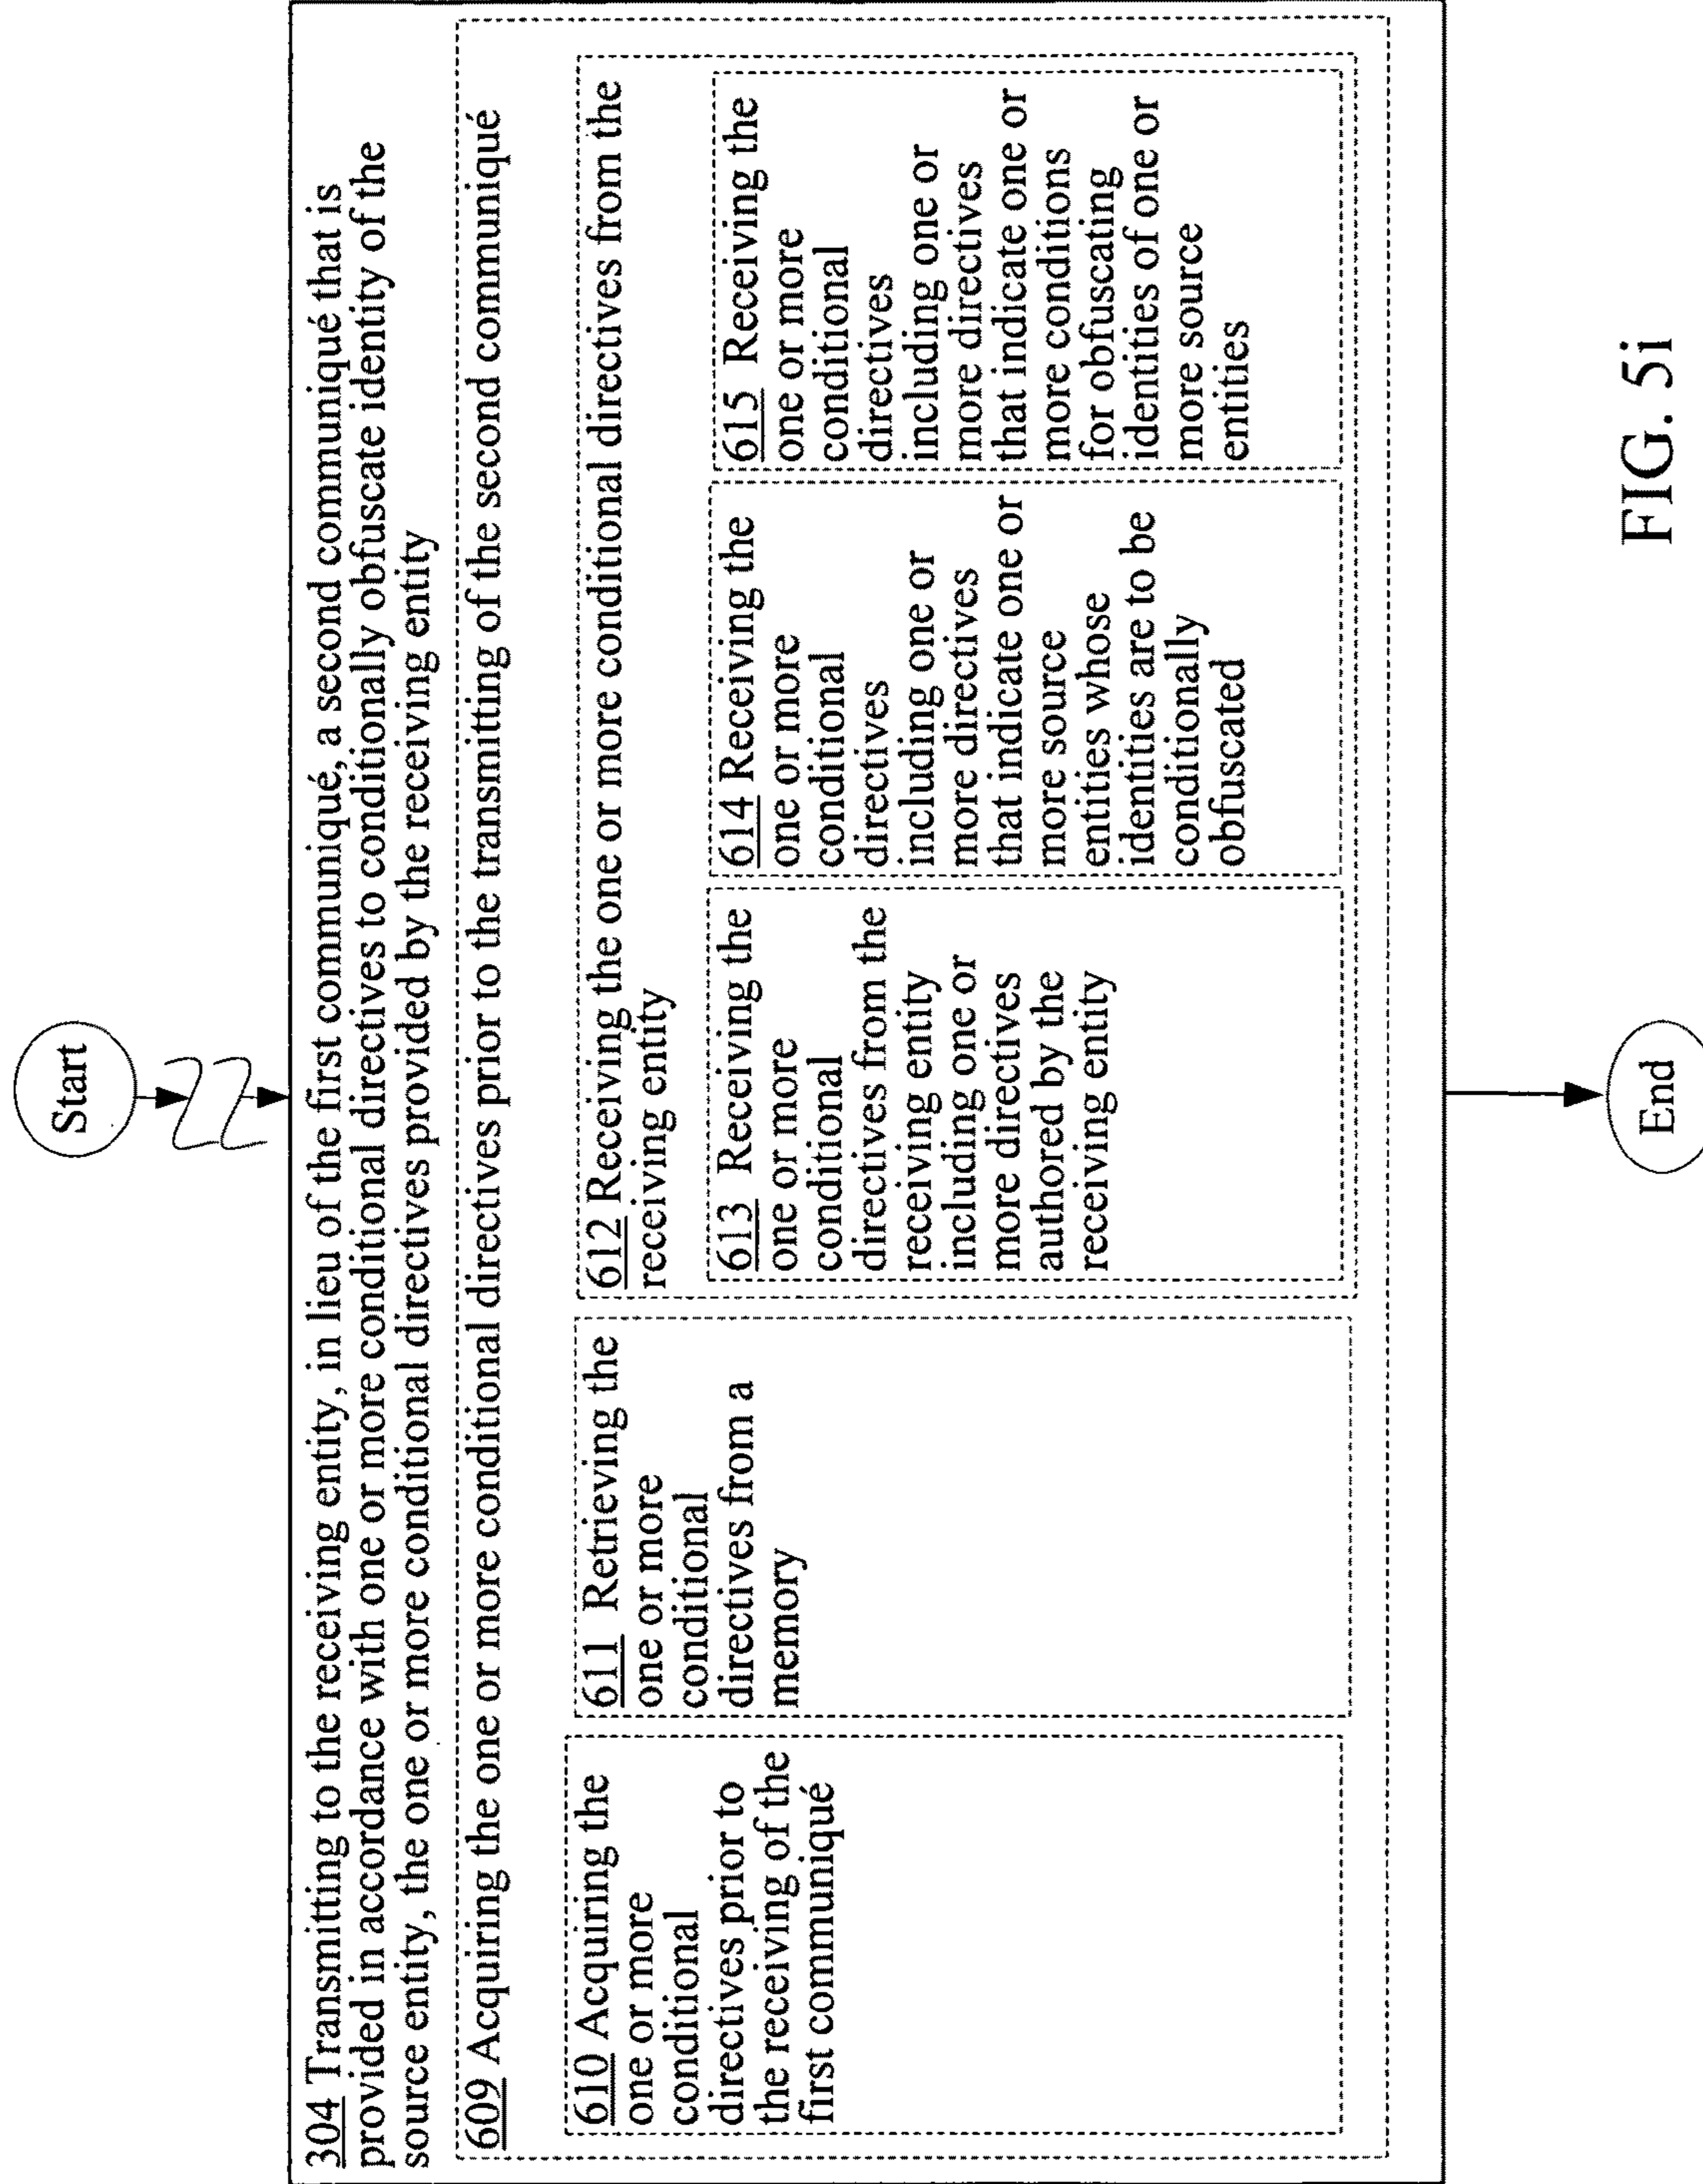 Start
304 Transmitting to the receiving entity, in lieu of the first communiqué, a second communiqué that is
provided in accordance with one or more conditional directives to conditionally obfuscate identity of the
source entity, the one or more conditional directives provided by the receiving entity
609 Acquiring the one or more conditional directives prior to the transmitting of the second communiqué
610 Acquiring the
one or more
conditional
directives prior to
the receiving of the
first communiqué
611 Retrieving the
one or more
conditional
directives from a
memory
612 Receiving the one or more conditional directives from the
receiving entity
613 Receiving the
one or more
conditional
directives from the
receiving entity
including one or
more directives
authored by the
receiving entity
614 Receiving the
one or more
conditional
directives
including one or
more directives
that indicate one or
more source
entities whose
identities are to be
conditionally
obfuscated
615 Receiving the
one or more
conditional
directives
including one or
more directives
that indicate one or
more conditions
for obfuscating
identities of one or
more source
entities
End
FIG. 5i